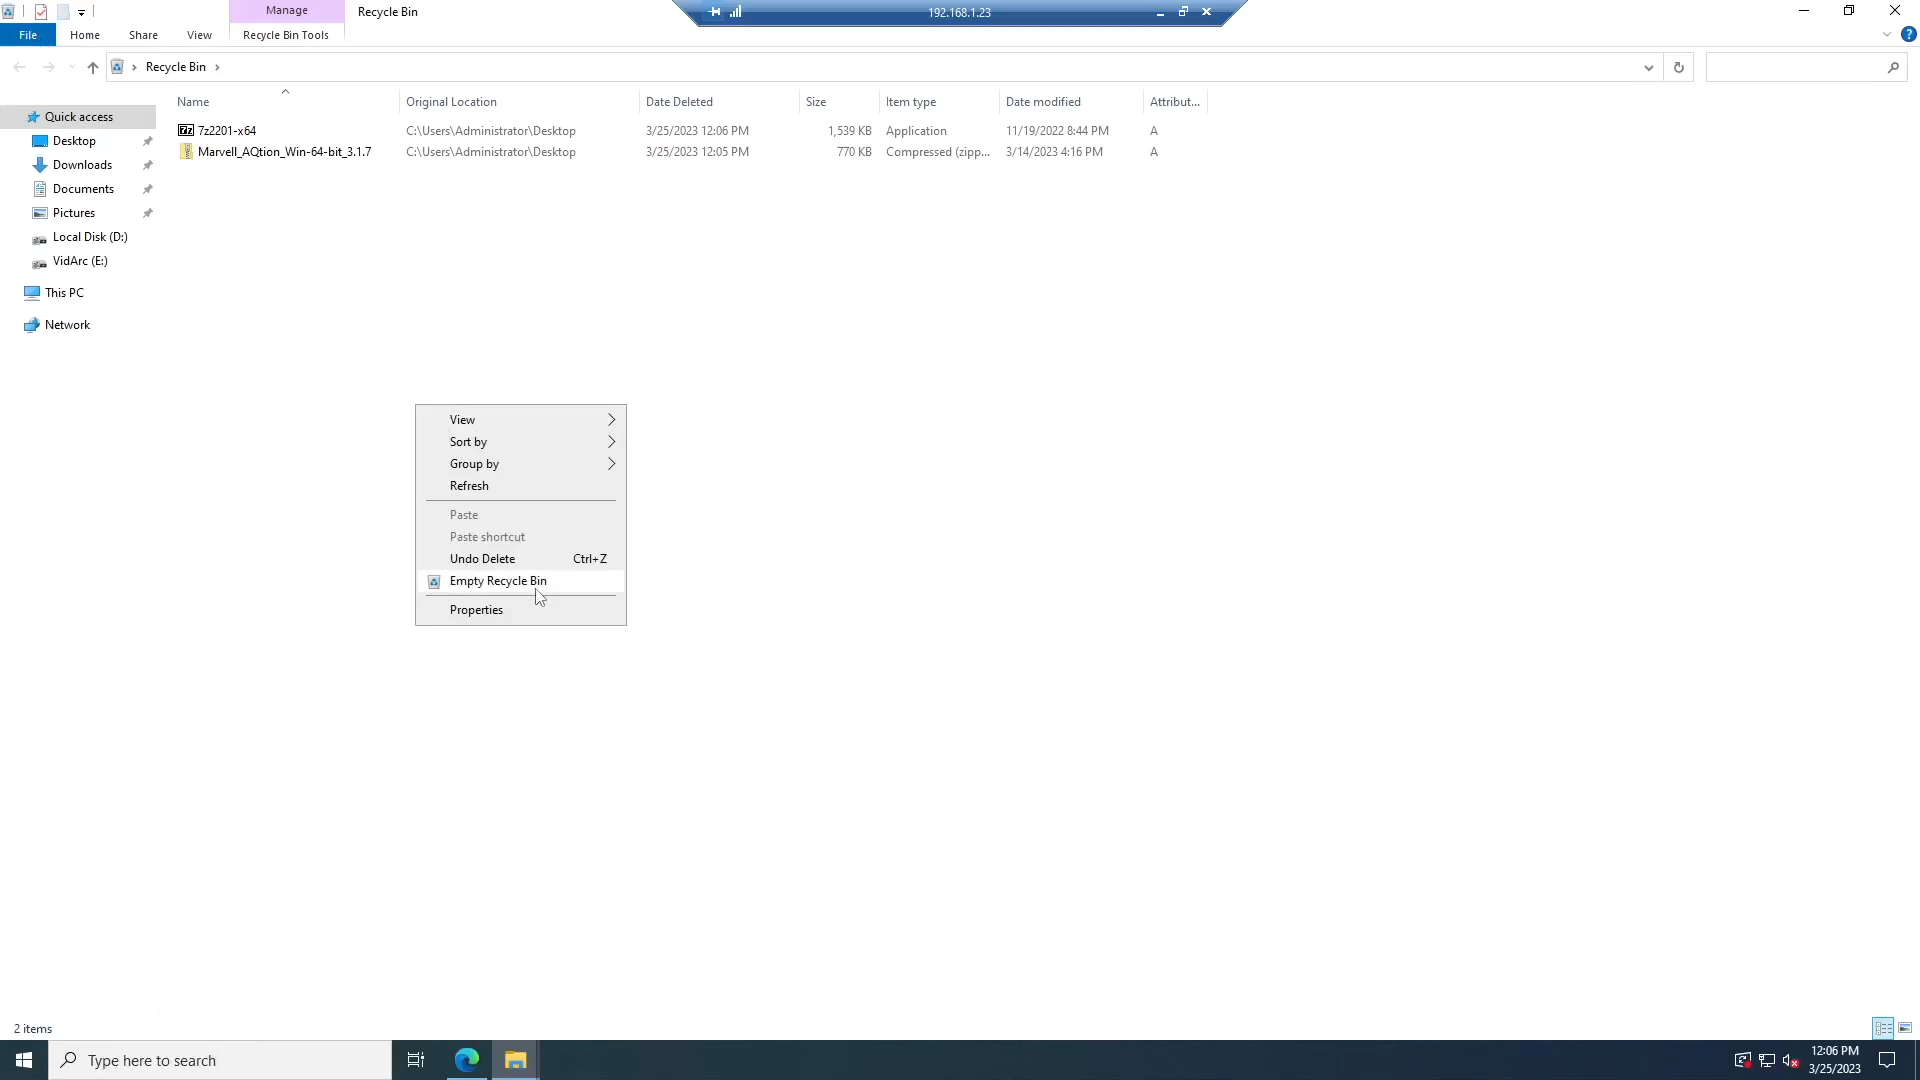 Manage
Recycle Bin
192.168.1.23
File
Home
Share
View
Recycle Bin Tools
?
Recycle Bin
Name
Original Location
Date Deleted
Size
Item type
Date modified
Attribut...
7z2201-x64
C:\Users\Administrator\Desktop
3/25/2023 12:06 PM
1,539 KB
Application
11/19/2022 8:44 PM
A
Marvell_AQtion_Win-64-bit_3.1.7
C:\Users\Administrator\Desktop
3/25/2023 12:05 PM
770 KB
Compressed (zipp...
3/14/2023 4:16 PM
A
Quick access
Desktop
Downloads
Documents
Pictures
Local Disk (D:)
VidArc (E:)
This PC
Network
View
Sort by
Group by
Refresh
Paste
Paste shortcut
Undo Delete Ctrl+Z
Empty Recycle Bin
Properties
2 items
Type here to search
12:06 PM
3/25/2023